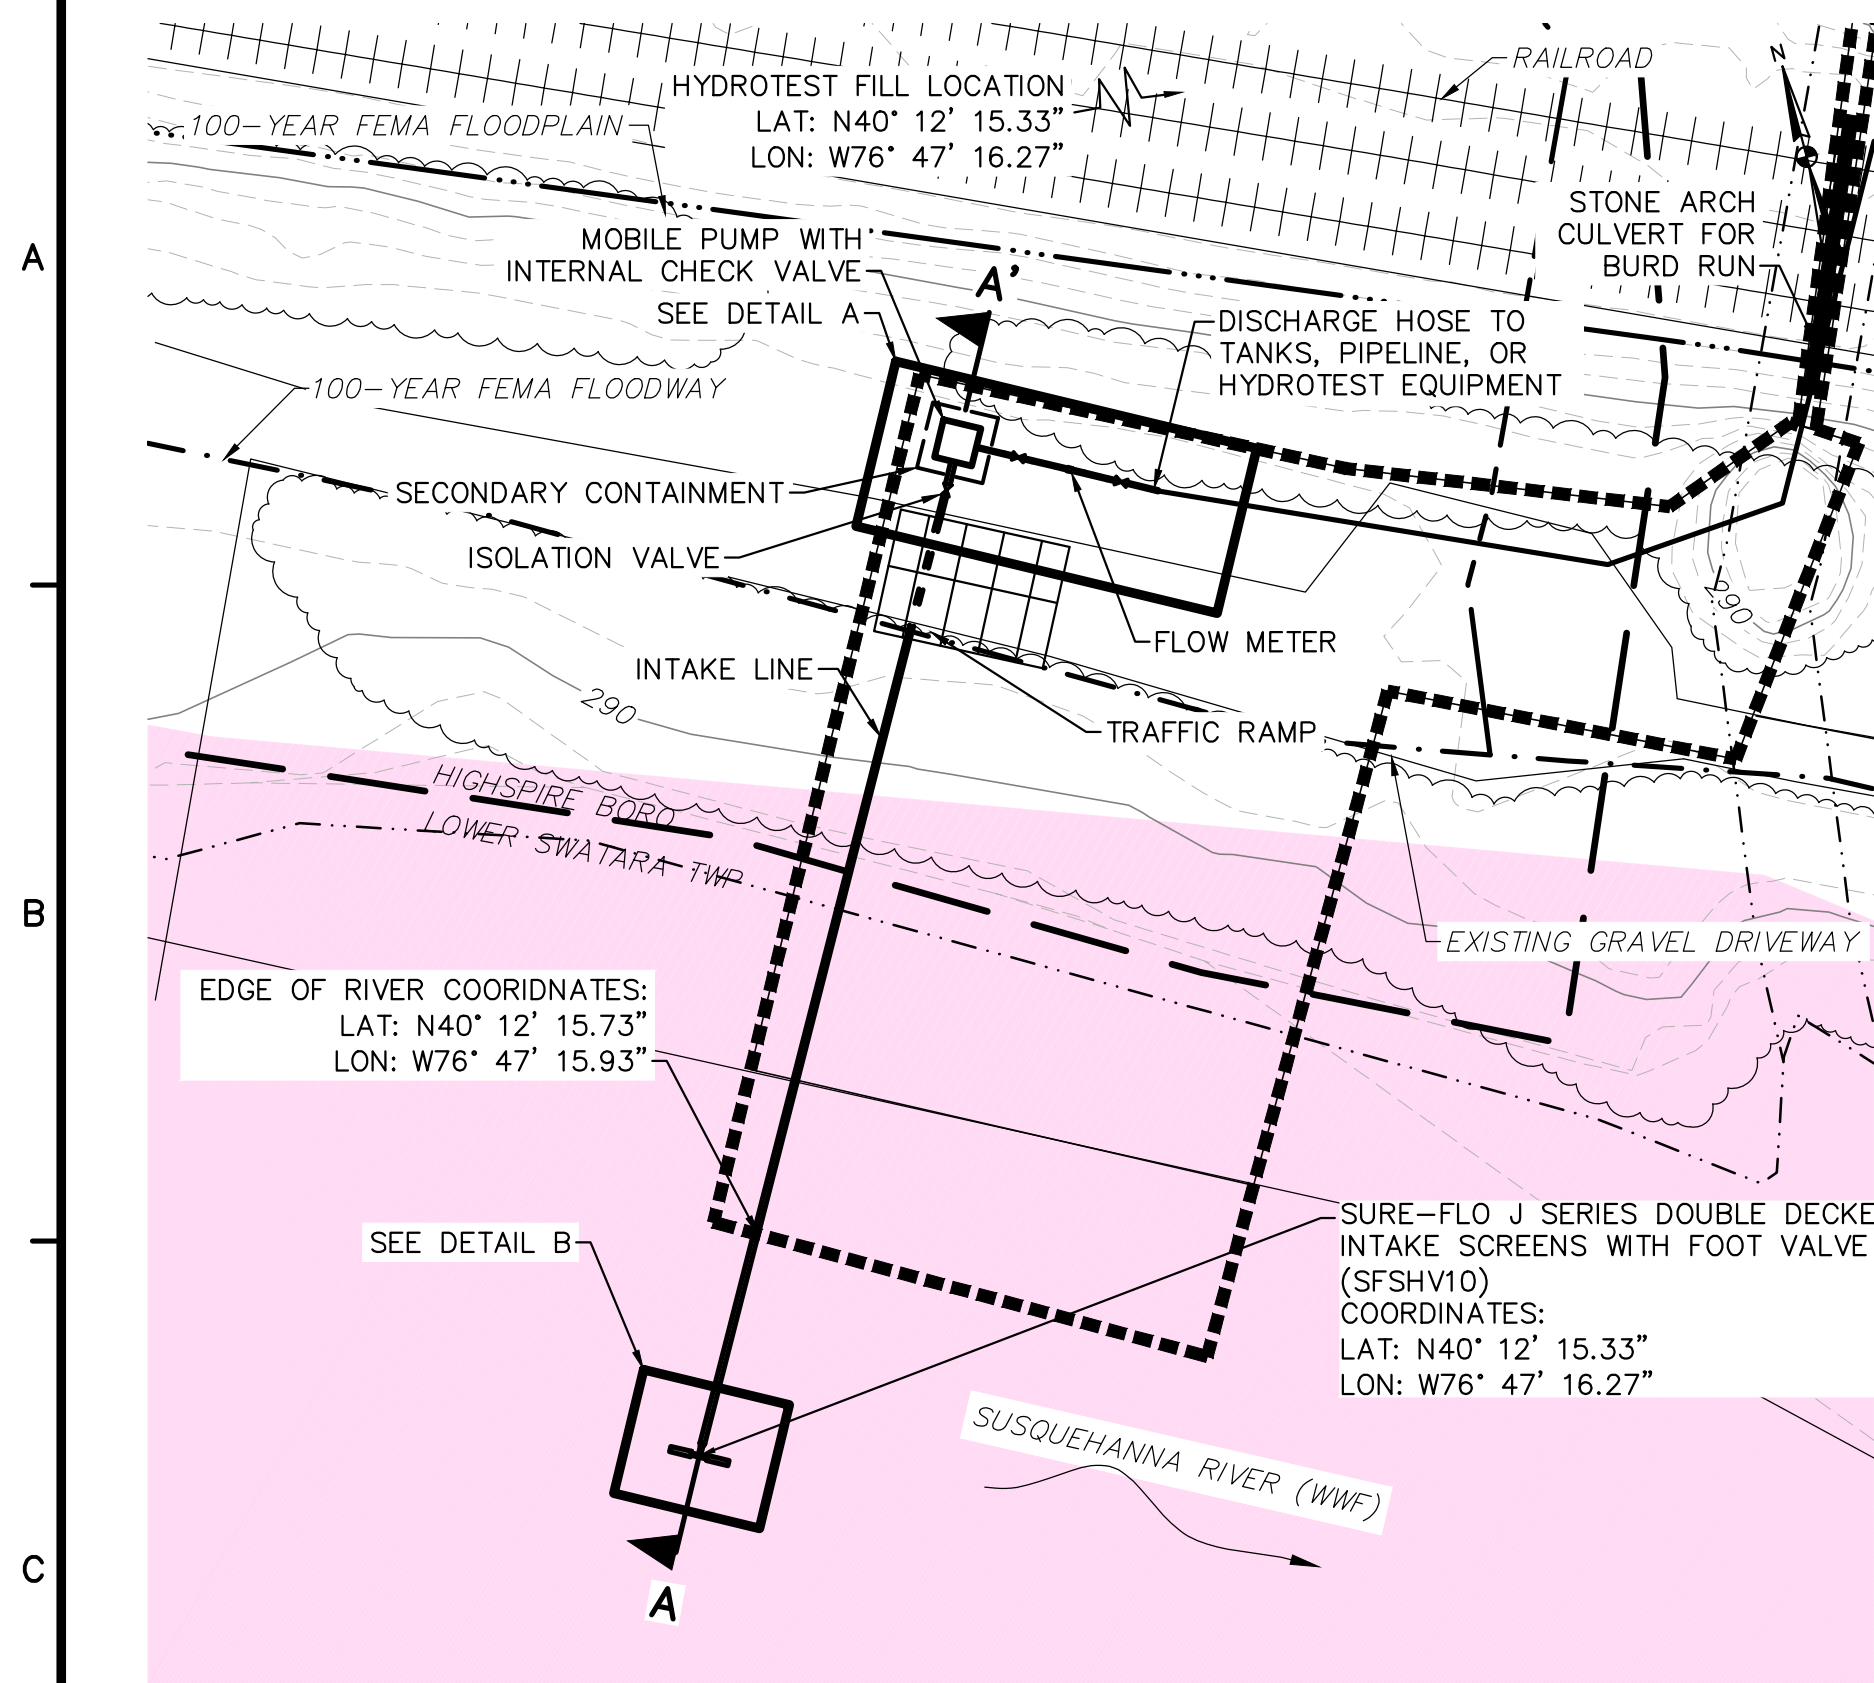 RAILROAD
N
HYDROTEST FILL LOCATION
LAT: N40° 12' 15.33"
LON: W76° 47' 16.27"
100-YEAR FEMA FLOODPLAIN
STONE ARCH
CULVERT FOR
BURD RUN
A
MOBILE PUMP WITH
INTERNAL CHECK VALVE
SEE DETAIL A
A'
DISCHARGE HOSE TO
TANKS, PIPELINE, OR
HYDROTEST EQUIPMENT
100-YEAR FEMA FLOODWAY
SECONDARY CONTAINMENT
ISOLATION VALVE
290
FLOW METER
INTAKE LINE
290
TRAFFIC RAMP
HIGHSPIRE BORO
LOWER SWATARA TWP
B
EXISTING GRAVEL DRIVEWAY
EDGE OF RIVER COORIDNATES:
LAT: N40° 12' 15.73"
LON: W76° 47' 15.93"
SEE DETAIL B
SURE-FLO J SERIES DOUBLE DECKE
INTAKE SCREENS WITH FOOT VALVE
(SFSHV10)
COORDINATES:
LAT: N40° 12' 15.33"
LON: W76° 47' 16.27"
SUSQUEHANNA RIVER (WWF)
C
A